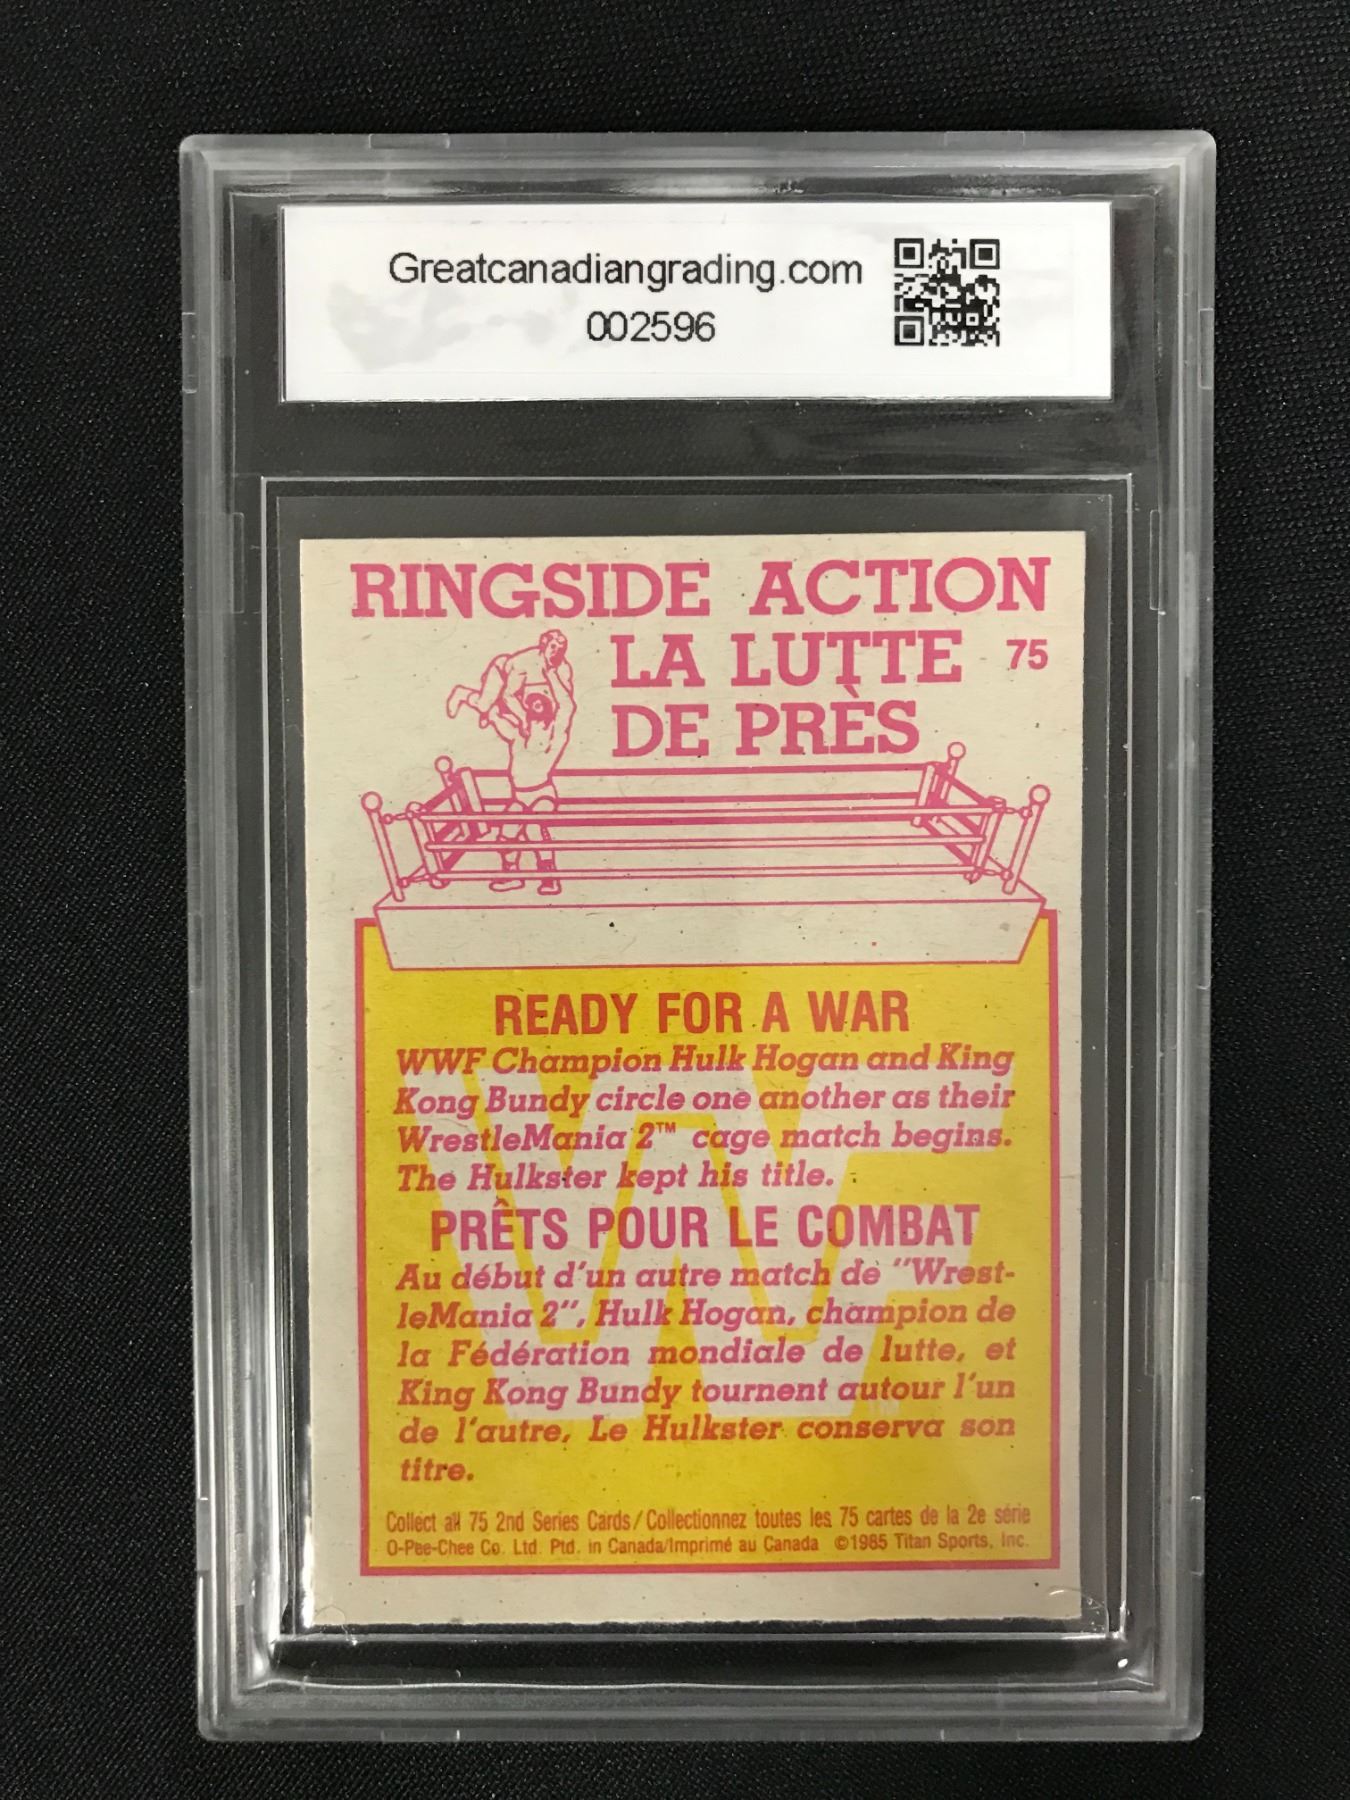 Greatcanadiangrading.com
002596
RINGSIDE ACTION
LA LUTTE 75
DE PRÈS
READY FOR A WAR
WWF Champion Hulk Hogan and King
Kong Bundy circle one another as their
WrestleMania 2™ cage match begins.
The Hulkster kept his title.
PRÊTS POUR LE COMBAT
Au début d'un autre match de "Wrest-
leMania 2", Hulk Hogan, champion de
la Fédération mondiale de lutte, et
King Kong Bundy tournent autour l'un
de l'autre, Le Hulkster conserva son
titre.
Collect all 75 2nd Series Cards/Collectionnez toutes les 75 cartes de la 2e série
O-Pee-Chee Co. Ltd. Ptd. in Canada/Imprimé au Canada ©1985 Titan Sports, Inc.